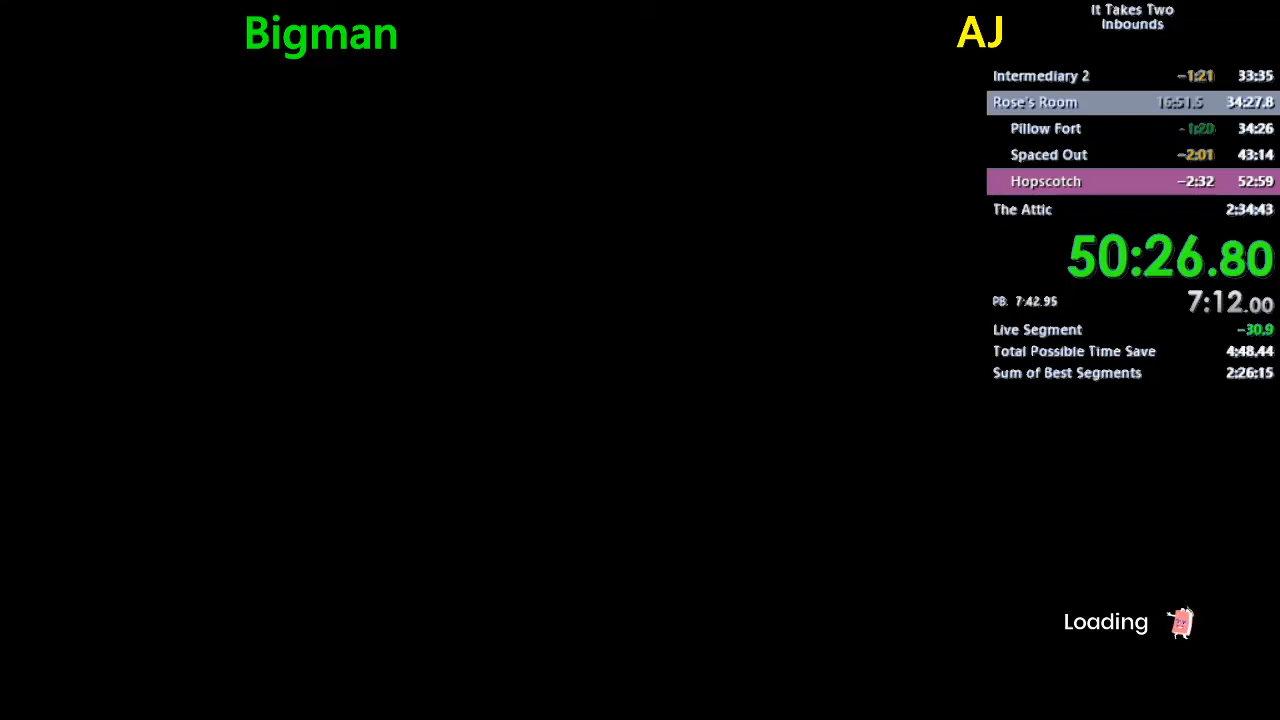 Bigman
AJ
It Takes Two
Inbounds
Intermediary 2 −1:21 33:35
Rose's Room 16:51.5 34:27.8
Pillow Fort -1:20 34:26
Spaced Out −2:01 43:14
Hopscotch −2:32 52:59
The Attic 2:34:43
50:26.80
PB: 7:42.95 7:12.00
Live Segment −30.9
Total Possible Time Save 4:48.44
Sum of Best Segments 2:26:15
Loading